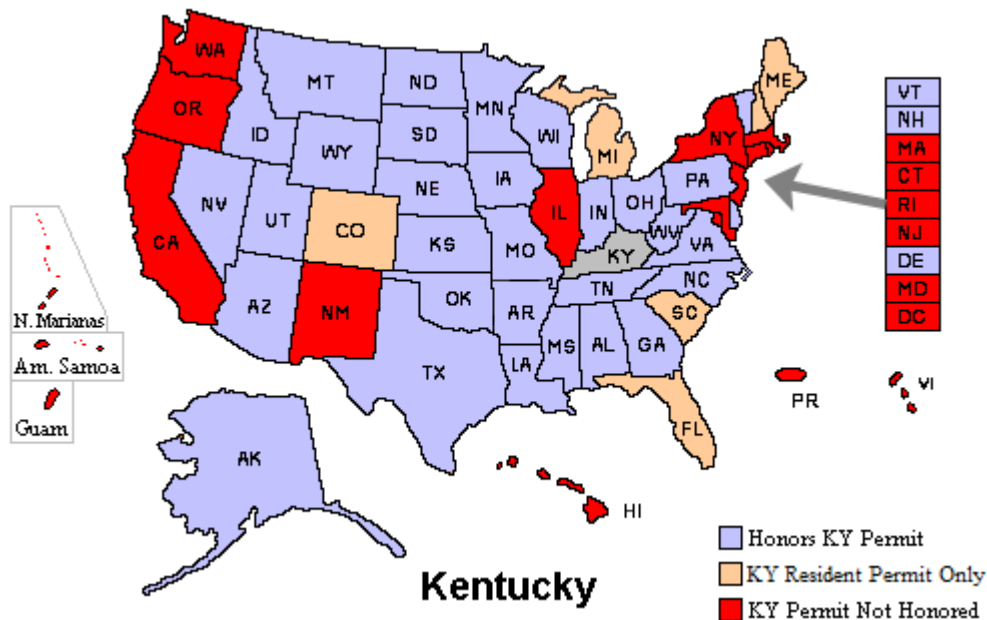 WA
MT
ND
MN
ME
VT
OR
ID
SD
WI
NY
NH
WY
MI
MA
NV
NE
IA
PA
CT
UT
CO
IL
IN
OH
RI
CA
KS
MO
KY
WV
VA
NJ
AZ
NM
OK
AR
TN
NC
DE
SC
MD
TX
LA
MS
AL
GA
DC
N. Marianas
Am. Samoa
Guam
FL
PR
VI
AK
HI
Kentucky
Honors KY Permit
KY Resident Permit Only
KY Permit Not Honored